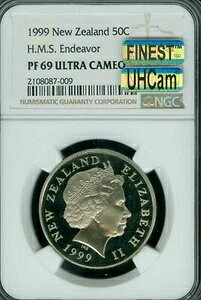 1999 New Zealand 50C
H.M.S. Endeavor
PF 69 ULTRA CAMEO
2108087-009
NUMISMATIC GUARANTY CORPORATION
NGC
FINEST
UHCam
NEW ZEALAND ELIZABETH II
1999